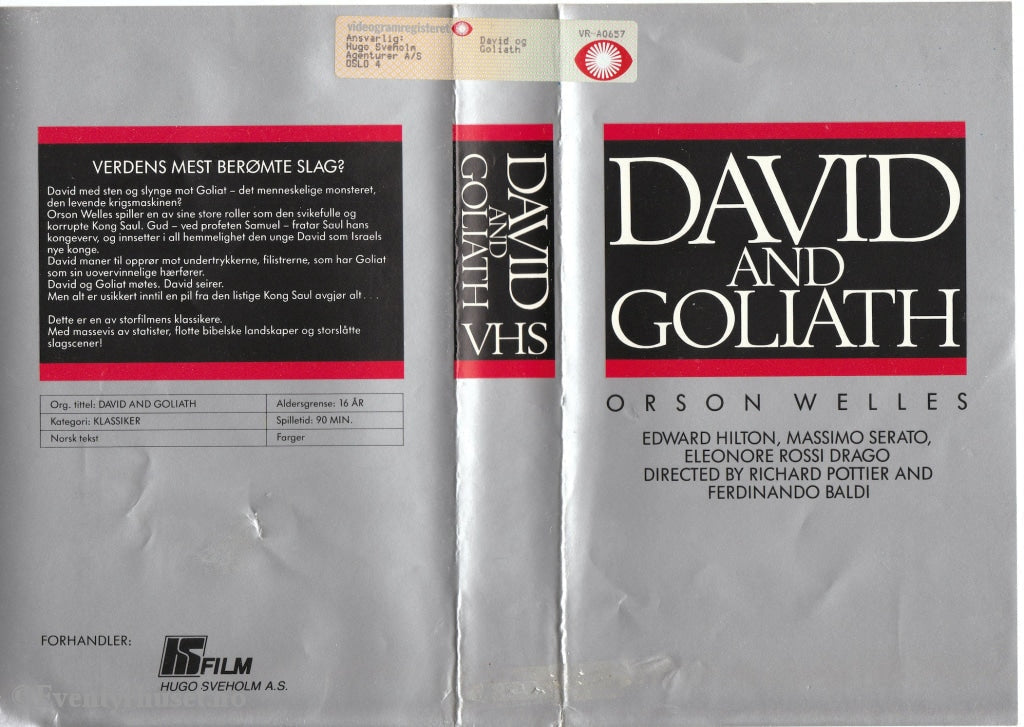 videogramregisteret
Ansvarlig:
Hugo Sveholm
Agenturer A/S
OSLO 4
David og
Goliath
VR-A0657
VERDENS MEST BERØMTE SLAG?
David med sten og slynge mot Goliat – det menneskelige monsteret,
den levende krigsmaskinen?
Orson Welles spiller en av sine store roller som den svikefulle og
korrupte Kong Saul. Gud – ved profeten Samuel – fratar Saul hans
kongeverv, og innsetter i all hemmelighet den unge David som Israels
nye konge.
David maner til opprør mot undertrykkerne, filistrerne, som har Goliat
som sin uovervinnelige hærfører.
David og Goliat møtes. David seirer.
Men alt er usikkert inntil en pil fra den listige Kong Saul avgjør alt . . .
Dette er en av storfilmens klassikere.
Med massevis av statister, flotte bibelske landskaper og storslåtte
slagscener!
Org. tittel: DAVID AND GOLIATH
Aldersgrense: 16 ÅR
Kategori: KLASSIKER
Spilletid: 90 MIN.
Norsk tekst
Farger
FORHANDLER:
HS FILM
HUGO SVEHOLM A.S.
© Eventyrhuset.no
DAVID
AND
GOLIATH
VHS
DAVID
AND
GOLIATH
ORSON WELLES
EDWARD HILTON, MASSIMO SERATO,
ELEONORE ROSSI DRAGO
DIRECTED BY RICHARD POTTIER AND
FERDINANDO BALDI